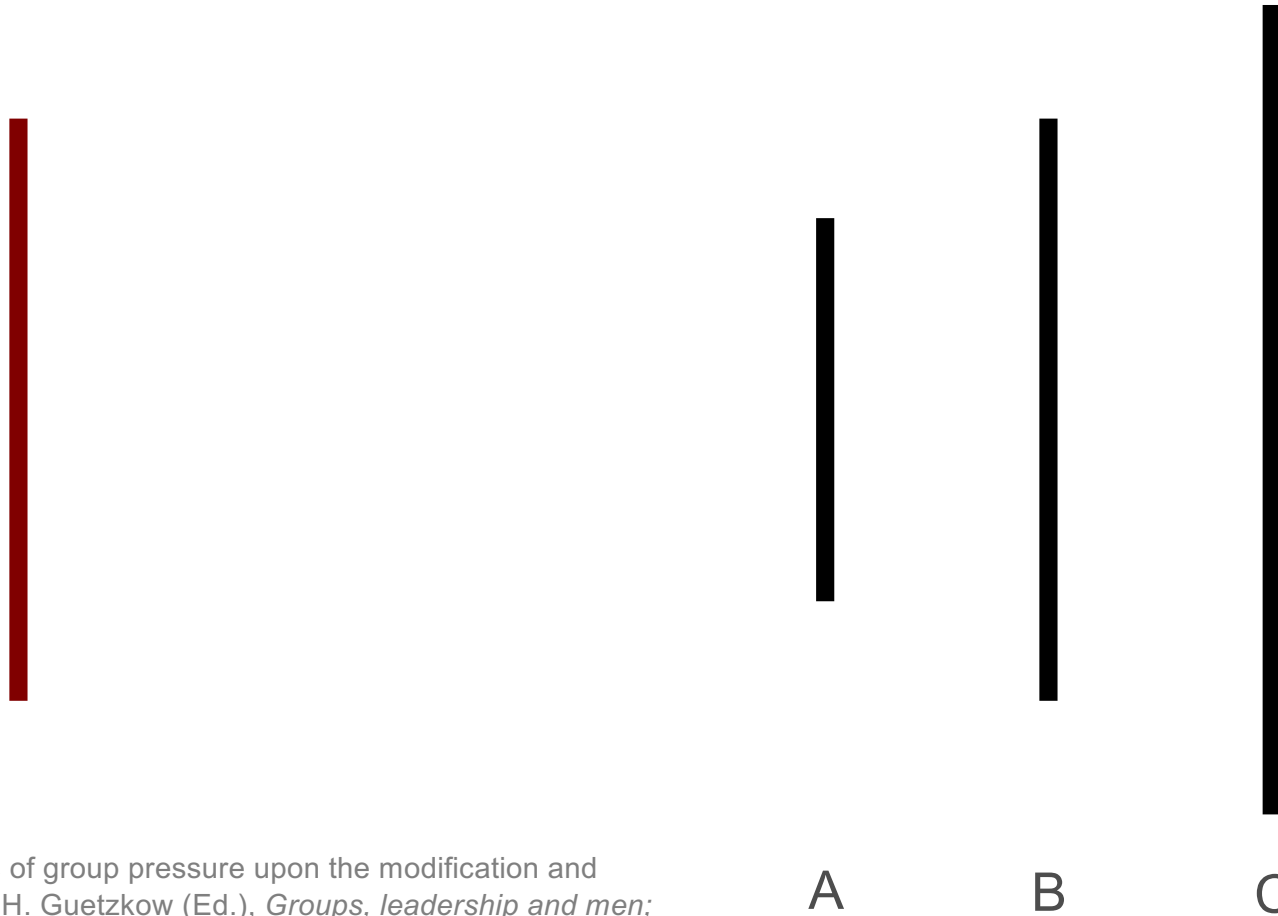 of group pressure upon the modification and
H. Guetzkow (Ed.), Groups, leadership and men;
A B C